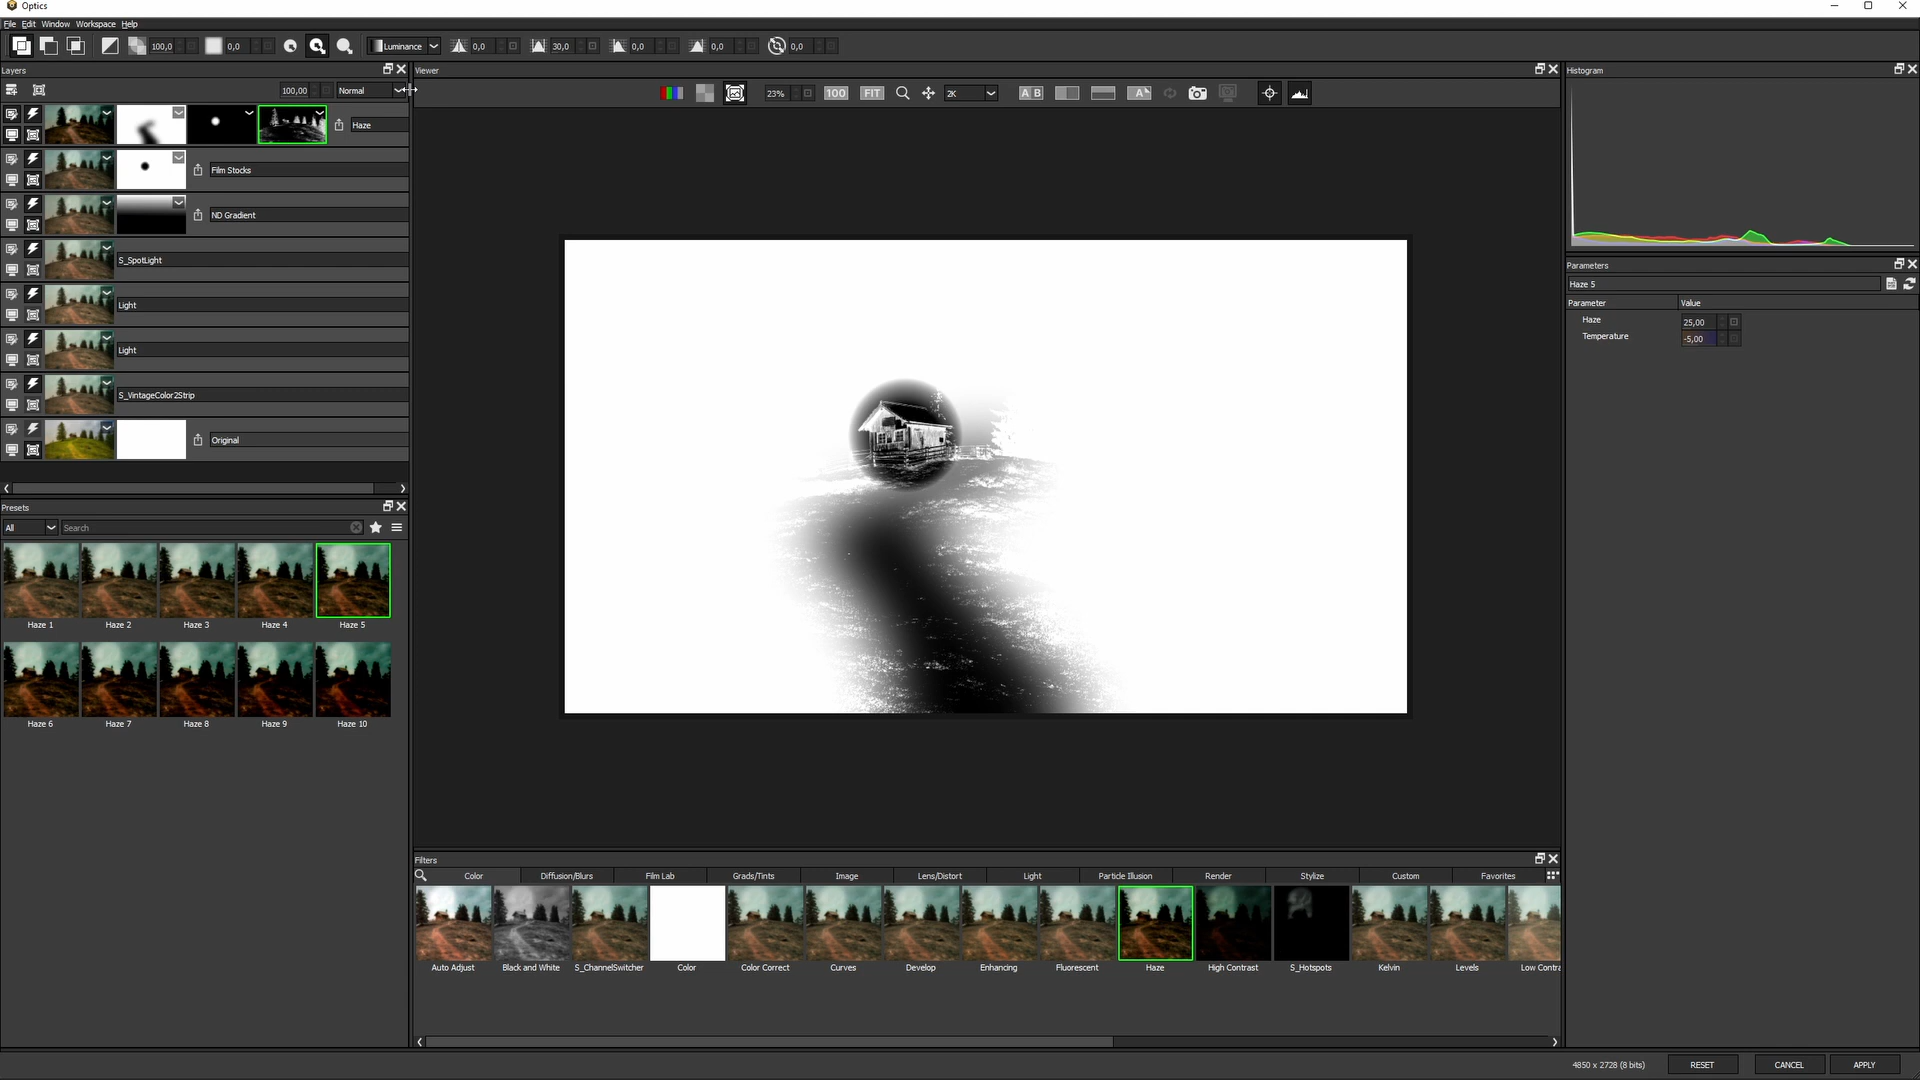 Optics
File Edit Window Workspace Help
100,0 0,0 Luminance 0,0 30,0 0,0 0,0 0,0
Layers
100,00 Normal
Haze
Film Stocks
ND Gradient
S_SpotLight
Light
Light
S_VintageColor2Strip
Original
Presets
All Search
Haze 1 Haze 2 Haze 3 Haze 4 Haze 5
Haze 6 Haze 7 Haze 8 Haze 9 Haze 10
Viewer
23% 100 FIT 2K A B A
Filters
Color Diffusion/Blurs Film Lab Grads/Tints Image Lens/Distort Light Particle Illusion Render Stylize Custom Favorites
Auto Adjust Black and White S_ChannelSwitcher Color Color Correct Curves Develop Enhancing Fluorescent Haze High Contrast S_Hotspots Kelvin Levels Low Contra
Histogram
Parameters
Haze 5
Parameter Value
Haze 25,00
Temperature -5,00
4850 x 2728 (8 bits) RESET CANCEL APPLY